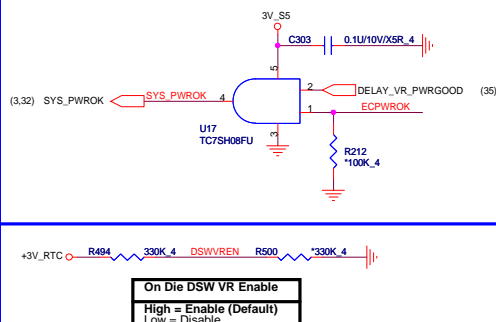 3V_S5
C303 0.1U/10V/X5R_4
5
2 DELAY_VR_PWRGOOD (35)
(3,32) SYS_PWROK SYS_PWROK 4
1 ECPWROK
U17
TC7SH08FU
3
R212
*100K_4
+3V_RTC R494 330K_4 DSWVREN R500 *330K_4
On Die DSW VR Enable
High = Enable (Default)
Low = Disable